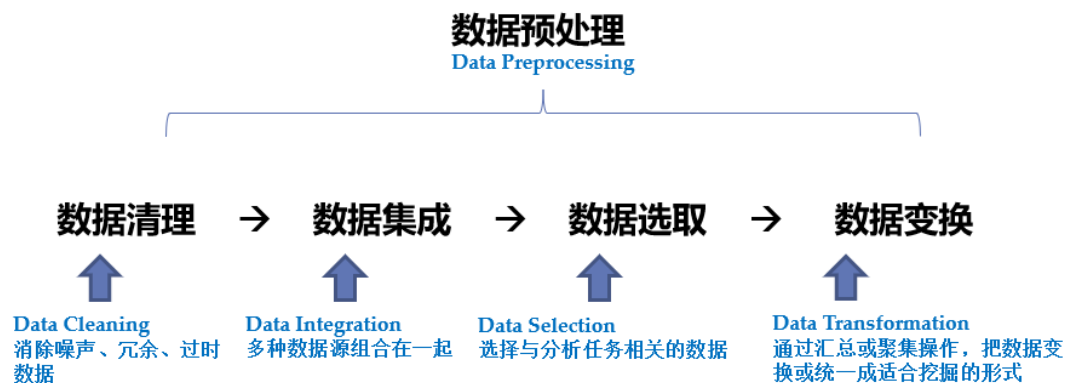 数据预处理
Data Preprocessing
数据清理 → 数据集成 → 数据选取 → 数据变换
Data Cleaning
消除噪声、冗余、过时
数据
Data Integration
多种数据源组合在一起
Data Selection
选择与分析任务相关的数据
Data Transformation
通过汇总或聚集操作，把数据变
换或统一成适合挖掘的形式